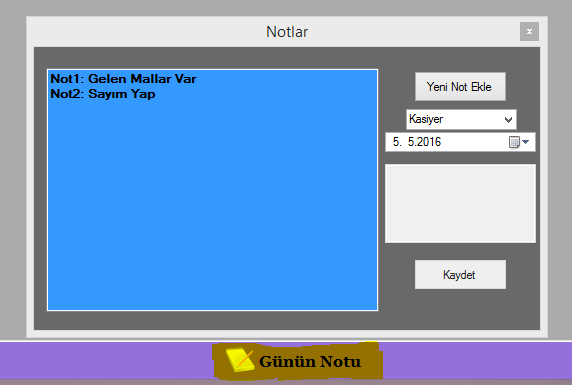 Notlar
x
Not1: Gelen Mallar Var
Not2: Sayım Yap
Yeni Not Ekle
Kasiyer
5. 5.2016
Kaydet
Günün Notu